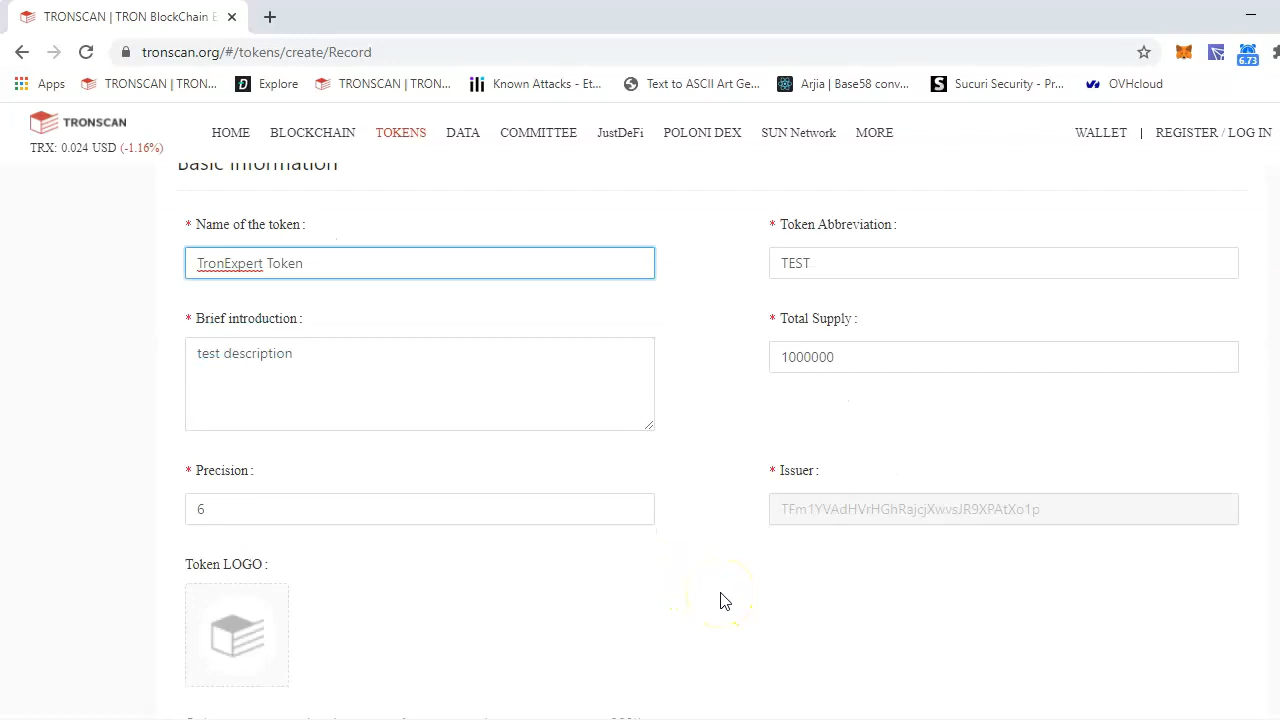 TRONSCAN | TRON BlockChain E
tronscan.org/#/tokens/create/Record
6.73
Apps TRONSCAN | TRON... Explore TRONSCAN | TRON... Known Attacks - Et... Text to ASCII Art Ge... Arjia | Base58 conv... Sucuri Security - Pr... OVHcloud
TRONSCAN
HOME BLOCKCHAIN TOKENS DATA COMMITTEE JustDeFi POLONI DEX SUN Network MORE WALLET | REGISTER / LOG IN
TRX: 0.024 USD (-1.16%)
Basic Information
* Name of the token : * Token Abbreviation :
TronExpert Token TEST
* Brief introduction : * Total Supply :
test description 1000000
* Precision : * Issuer :
6 TFm1YVAdHVrHGhRajcjXwvsJR9XPAtXo1p
Token LOGO :